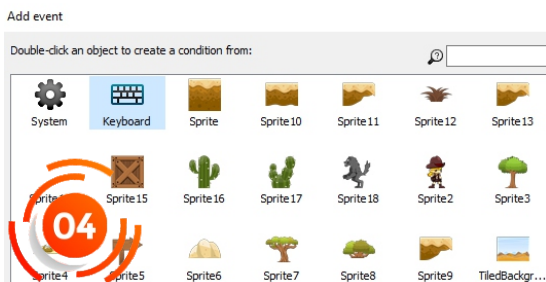 Add event
Double-click an object to create a condition from:
System Keyboard Sprite Sprite10 Sprite11 Sprite12 Sprite13
Sprite15 Sprite16 Sprite17 Sprite18 Sprite2 Sprite3
04
Sprite4 Sprite5 Sprite6 Sprite7 Sprite8 Sprite9 TiledBackgr...